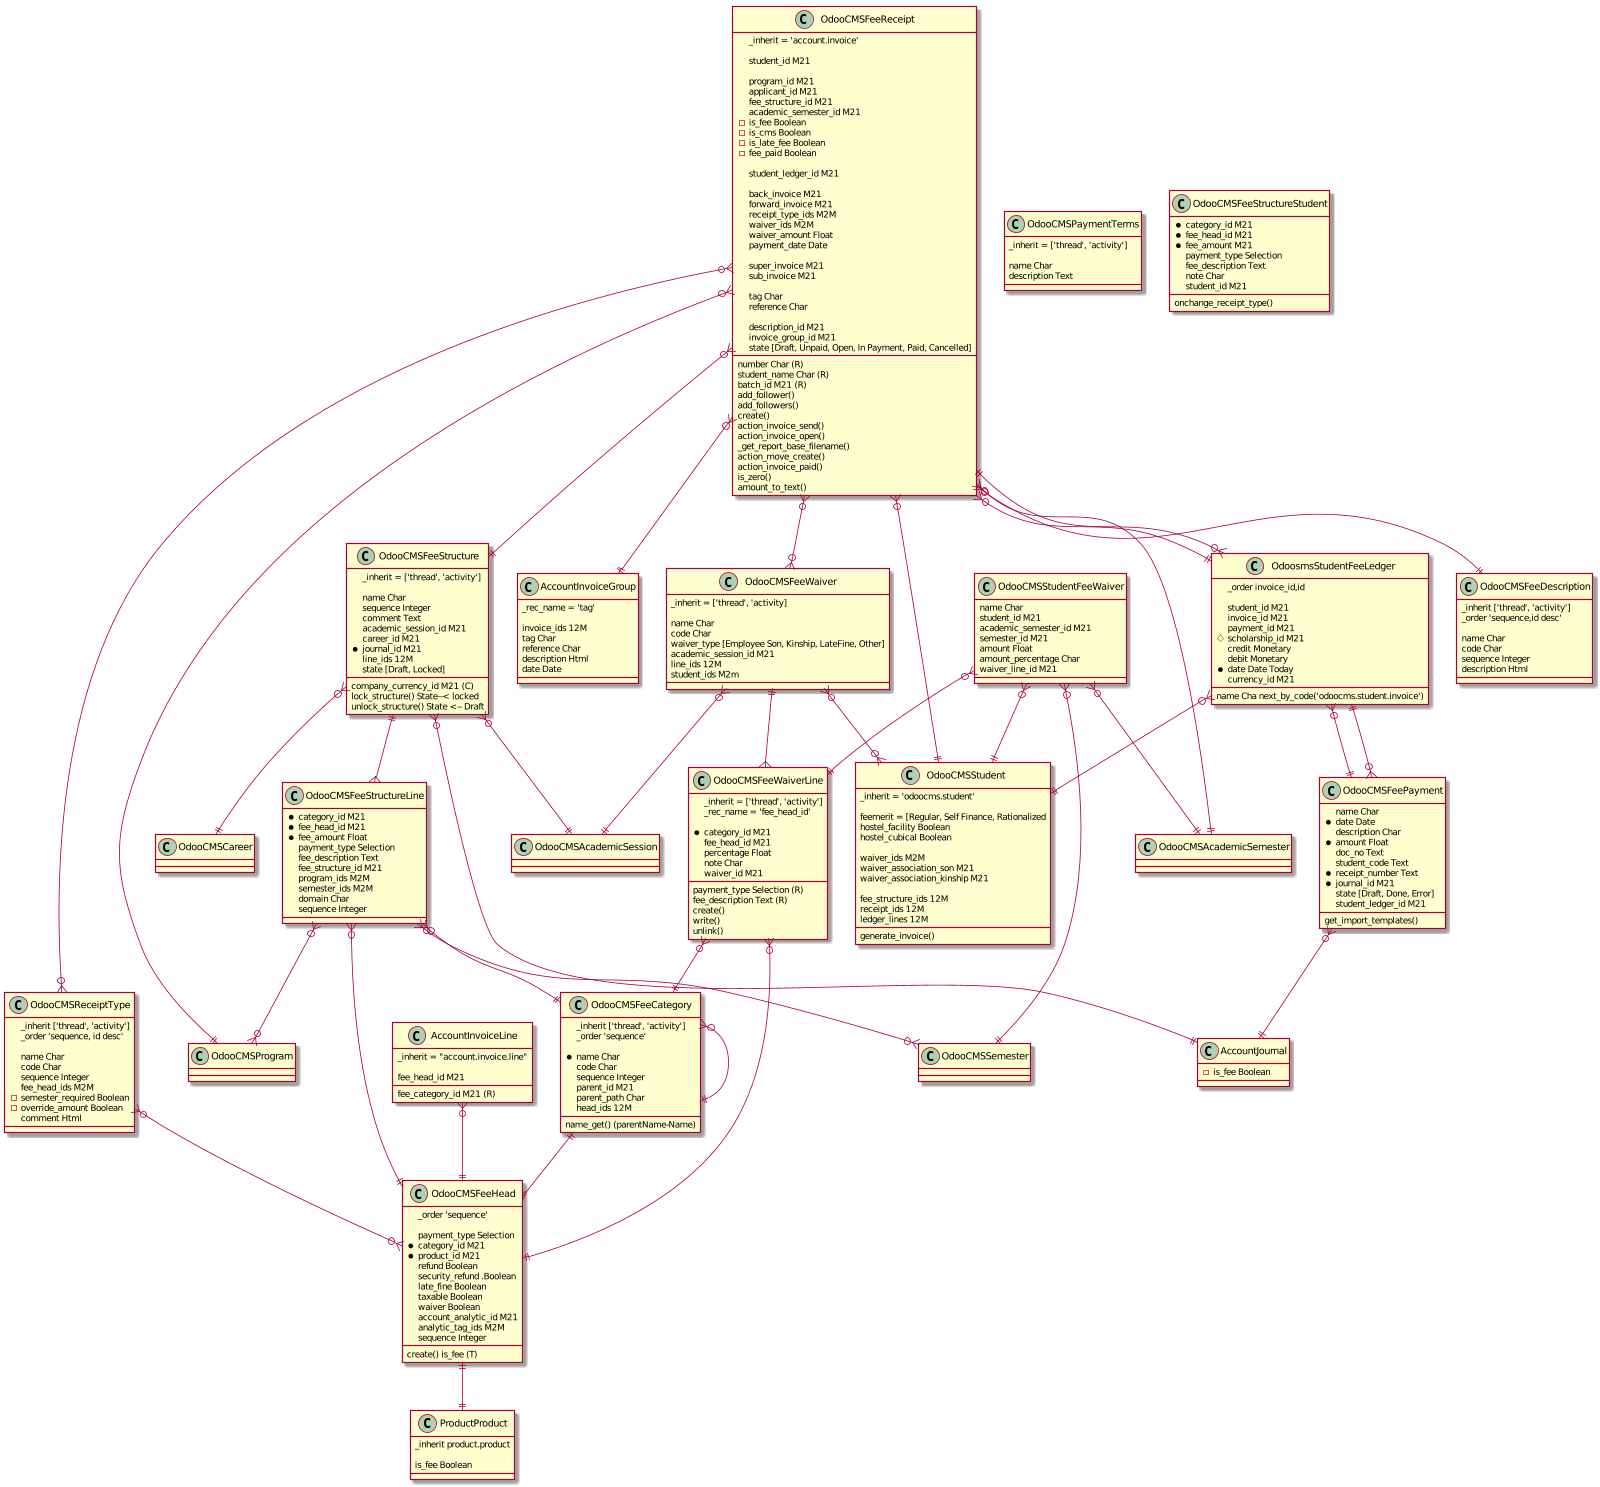 C OdooCMSFeeReceipt
_inherit = 'account.invoice'
student_id M21
program_id M21
applicant_id M21
fee_structure_id M21
academic_semester_id M21
is_fee Boolean
is_cms Boolean
is_late_fee Boolean
fee_paid Boolean
student_ledger_id M21
back_invoice M21
forward_invoice M21
receipt_type_ids M2M
waiver_ids M2M
waiver_amount Float
payment_date Date
super_invoice M21
sub_invoice M21
tag Char
reference Char
description_id M21
invoice_group_id M21
state [Draft, Unpaid, Open, In Payment, Paid, Cancelled]
number Char (R)
student_name Char (R)
batch_id M21 (R)
add_follower()
add_followers()
create()
action_invoice_send()
action_invoice_open()
_get_report_base_filename()
action_move_create()
action_invoice_paid()
is_zero()
amount_to_text()
C OdooCMSPaymentTerms
_inherit = ['thread', 'activity']
name Char
description Text
C OdooCMSFeeStructureStudent
category_id M21
fee_head_id M21
fee_amount M21
payment_type Selection
fee_description Text
note Char
student_id M21
onchange_receipt_type()
C OdooCMSFeeStructure
_inherit = ['thread', 'activity']
name Char
sequence Integer
comment Text
academic_session_id M21
career_id M21
journal_id M21
line_ids 12M
state [Draft, Locked]
company_currency_id M21 (C)
lock_structure() State--< locked
unlock_structure() State <-- Draft
C AccountInvoiceGroup
_rec_name = 'tag'
invoice_ids 12M
tag Char
reference Char
description Html
date Date
C OdooCMSFeeWaiver
_inherit = ['thread', 'activity]
name Char
code Char
waiver_type [Employee Son, Kinship, LateFine, Other]
academic_session_id M21
line_ids 12M
student_ids M2m
C OdooCMSStudentFeeWaiver
name Char
student_id M21
academic_semester_id M21
semester_id M21
amount Float
amount_percentage Char
waiver_line_id M21
C OdoosmsStudentFeeLedger
_order invoice_id,id
student_id M21
invoice_id M21
payment_id M21
scholarship_id M21
credit Monetary
debit Monetary
date Date Today
currency_id M21
name Cha next_by_code('odoocms.student.invoice')
C OdooCMSFeeDescription
_inherit ['thread', 'activity']
_order 'sequence,id desc'
name Char
code Char
sequence Integer
description Html
C OdooCMSCareer
C OdooCMSFeeStructureLine
category_id M21
fee_head_id M21
fee_amount Float
payment_type Selection
fee_description Text
fee_structure_id M21
program_ids M2M
semester_ids M2M
domain Char
sequence Integer
C OdooCMSAcademicSession
C OdooCMSFeeWaiverLine
_inherit = ['thread', 'activity']
_rec_name = 'fee_head_id'
category_id M21
fee_head_id M21
percentage Float
note Char
waiver_id M21
payment_type Selection (R)
fee_description Text (R)
create()
write()
unlink()
C OdooCMSStudent
_inherit = 'odoocms.student'
feemerit = [Regular, Self Finance, Rationalized
hostel_facility Boolean
hostel_cubical Boolean
waiver_ids M2M
waiver_association_son M21
waiver_association_kinship M21
fee_structure_ids 12M
receipt_ids 12M
ledger_lines 12M
generate_invoice()
C OdooCMSAcademicSemester
C OdooCMSFeePayment
name Char
date Date
description Char
amount Float
doc_no Text
student_code Text
receipt_number Text
journal_id M21
state [Draft, Done, Error]
student_ledger_id M21
get_import_templates()
C OdooCMSReceiptType
_inherit ['thread', 'activity']
_order 'sequence, id desc'
name Char
code Char
sequence Integer
fee_head_ids M2M
semester_required Boolean
override_amount Boolean
comment Html
C OdooCMSProgram
C AccountInvoiceLine
_inherit = "account.invoice.line"
fee_head_id M21
fee_category_id M21 (R)
C OdooCMSFeeCategory
_inherit ['thread', 'activity']
_order 'sequence'
name Char
code Char
sequence Integer
parent_id M21
parent_path Char
head_ids 12M
name_get() (parentName-Name)
C OdooCMSSemester
C AccountJournal
is_fee Boolean
C OdooCMSFeeHead
_order 'sequence'
payment_type Selection
category_id M21
product_id M21
refund Boolean
security_refund .Boolean
late_fine Boolean
taxable Boolean
waiver Boolean
account_analytic_id M21
analytic_tag_ids M2M
sequence Integer
create() is_fee (T)
C ProductProduct
_inherit product.product
is_fee Boolean